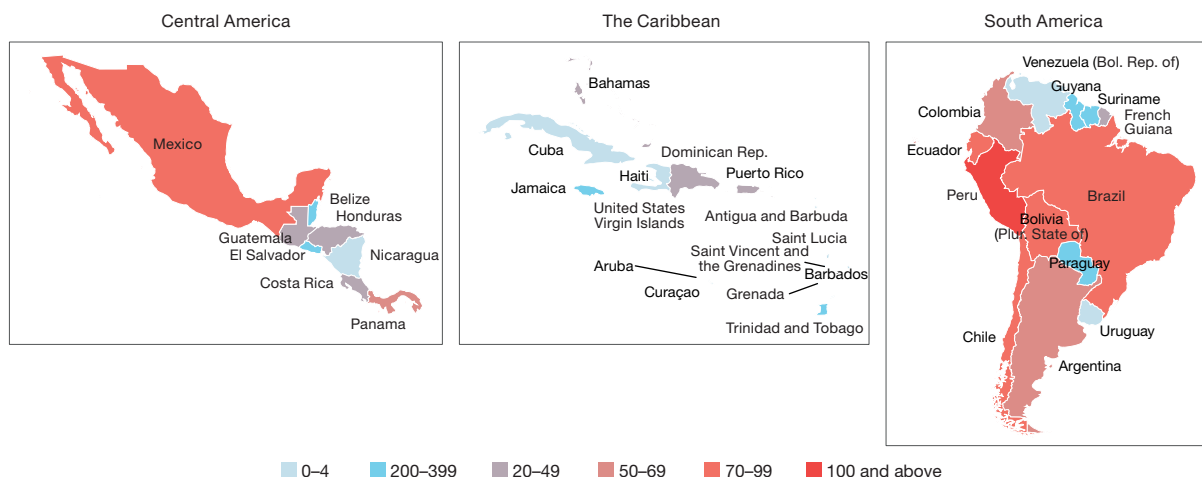 Central America
The Caribbean
South America
Mexico
Belize
Honduras
Guatemala
El Salvador
Nicaragua
Costa Rica
Panama
Bahamas
Cuba
Dominican Rep.
Haiti
Puerto Rico
Jamaica
United States
Virgin Islands
Antigua and Barbuda
Saint Lucia
Saint Vincent and
the Grenadines
Aruba
Barbados
Curaçao
Grenada
Trinidad and Tobago
Venezuela (Bol. Rep. of)
Guyana
Suriname
Colombia
French
Guiana
Ecuador
Peru
Brazil
Bolivia
(Plur. State of)
Paraguay
Chile
Uruguay
Argentina
0–4
200–399
20–49
50–69
70–99
100 and above